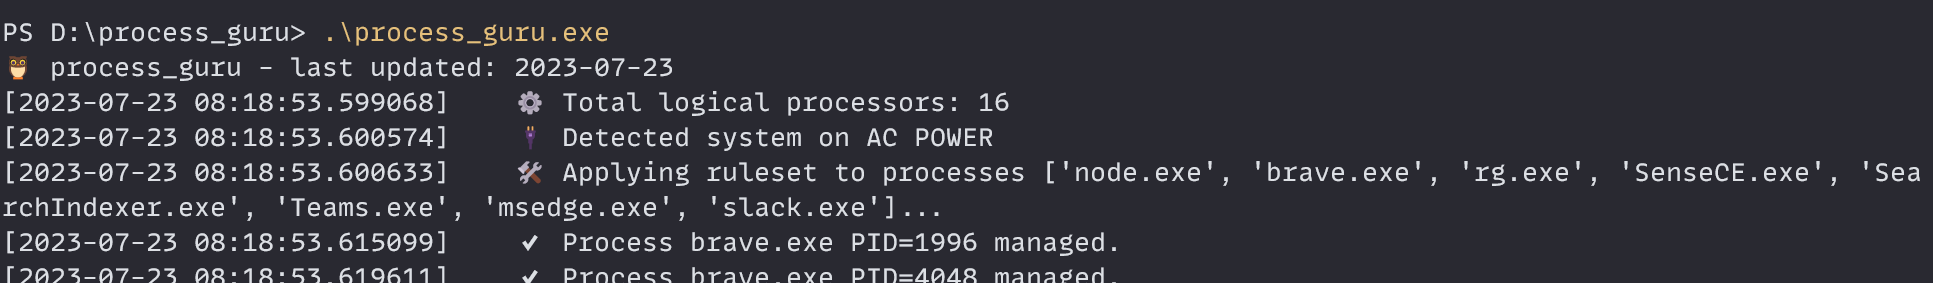 PS D:\process_guru> .\process_guru.exe
🦉 process_guru - last updated: 2023-07-23
[2023-07-23 08:18:53.599068]    ⚙️ Total logical processors: 16
[2023-07-23 08:18:53.600574]    🔌 Detected system on AC POWER
[2023-07-23 08:18:53.600633]    🛠️ Applying ruleset to processes ['node.exe', 'brave.exe', 'rg.exe', 'SenseCE.exe', 'Sea
rchIndexer.exe', 'Teams.exe', 'msedge.exe', 'slack.exe']...
[2023-07-23 08:18:53.615099]    ✔ Process brave.exe PID=1996 managed.
[2023-07-23 08:18:53.619611]    ✔ Process brave.exe PID=4048 managed.